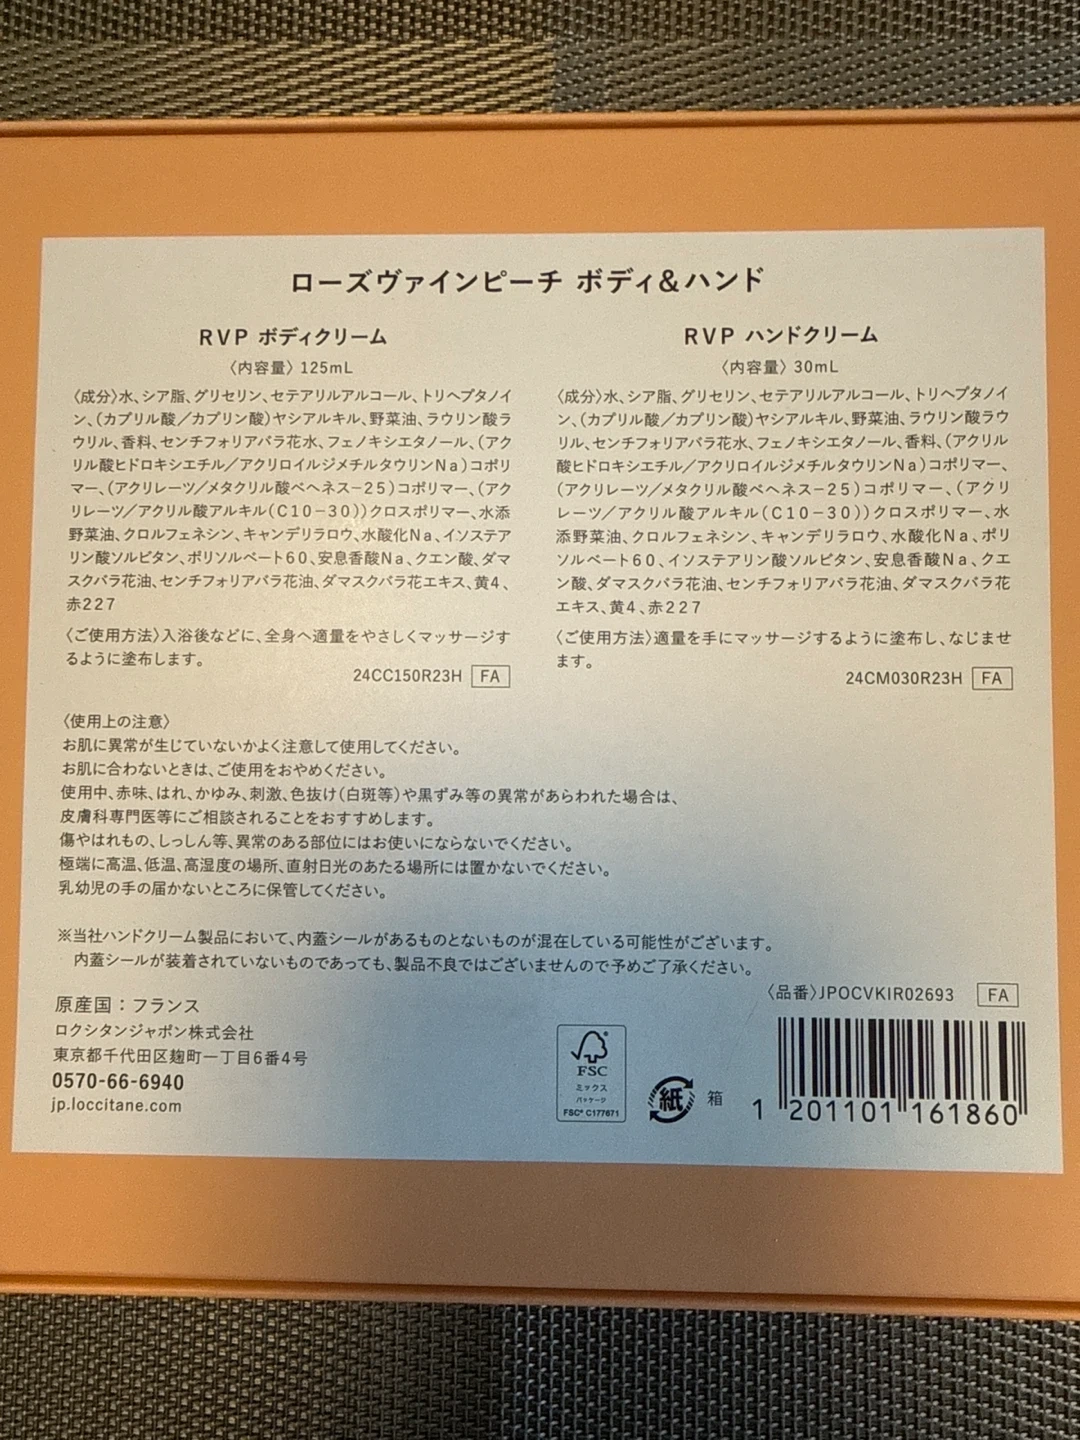 ローズヴァインピーチ ボディ&ハンド
RVP ボディクリーム
〈内容量〉125mL
〈成分〉水、シア脂、グリセリン、セテアリルアルコール、トリヘプタノイ
ン、(カプリル酸／カプリン酸)ヤシアルキル、野菜油、ラウリン酸ラ
ウリル、香料、センチフォリアバラ花水、フェノキシエタノール、(アク
リル酸ヒドロキシエチル／アクリロイルジメチルタウリンNa)コポリ
マー、(アクリレーツ／メタクリル酸ベヘネス−25)コポリマー、(アク
リレーツ／アクリル酸アルキル(C10−30))クロスポリマー、水添
野菜油、クロルフェネシン、キャンデリラロウ、水酸化Na、イソステア
リン酸ソルビタン、ポリソルベート60、安息香酸Na、クエン酸、ダマ
スクバラ花油、センチフォリアバラ花油、ダマスクバラ花エキス、黄4、
赤227
〈ご使用方法〉入浴後などに、全身へ適量をやさしくマッサージす
るように塗布します。
24CC150R23H FA
RVP ハンドクリーム
〈内容量〉30mL
〈成分〉水、シア脂、グリセリン、セテアリルアルコール、トリヘプタノイ
ン、(カプリル酸／カプリン酸)ヤシアルキル、野菜油、ラウリン酸ラウ
リル、センチフォリアバラ花水、フェノキシエタノール、香料、(アクリル
酸ヒドロキシエチル／アクリロイルジメチルタウリンNa)コポリマー、
(アクリレーツ／メタクリル酸ベヘネス−25)コポリマー、(アクリ
レーツ／アクリル酸アルキル(C10−30))クロスポリマー、水
添野菜油、クロルフェネシン、キャンデリラロウ、水酸化Na、ポリ
ソルベート60、イソステアリン酸ソルビタン、安息香酸Na、クエ
ン酸、ダマスクバラ花油、センチフォリアバラ花油、ダマスクバラ花
エキス、黄4、赤227
〈ご使用方法〉適量を手にマッサージするように塗布し、なじませ
ます。
24CM030R23H FA
〈使用上の注意〉
お肌に異常が生じていないかよく注意して使用してください。
お肌に合わないときは、ご使用をおやめください。
使用中、赤味、はれ、かゆみ、刺激、色抜け(白斑等)や黒ずみ等の異常があらわれた場合は、
皮膚科専門医等にご相談されることをおすすめします。
傷やはれもの、しっしん等、異常のある部位にはお使いにならないでください。
極端に高温、低温、高湿度の場所、直射日光のあたる場所には置かないでください。
乳幼児の手の届かないところに保管してください。
※当社ハンドクリーム製品において、内蓋シールがあるものとないものが混在している可能性がございます。
内蓋シールが装着されていないものであっても、製品不良ではございませんので予めご了承ください。
原産国：フランス
ロクシタンジャポン株式会社
東京都千代田区麹町一丁目6番4号
0570-66-6940
jp.loccitane.com
FSC
ミックス
パッケージ
FSC® C177671
紙 箱
〈品番〉JPOCVKIR02693 FA
1 201101 161860